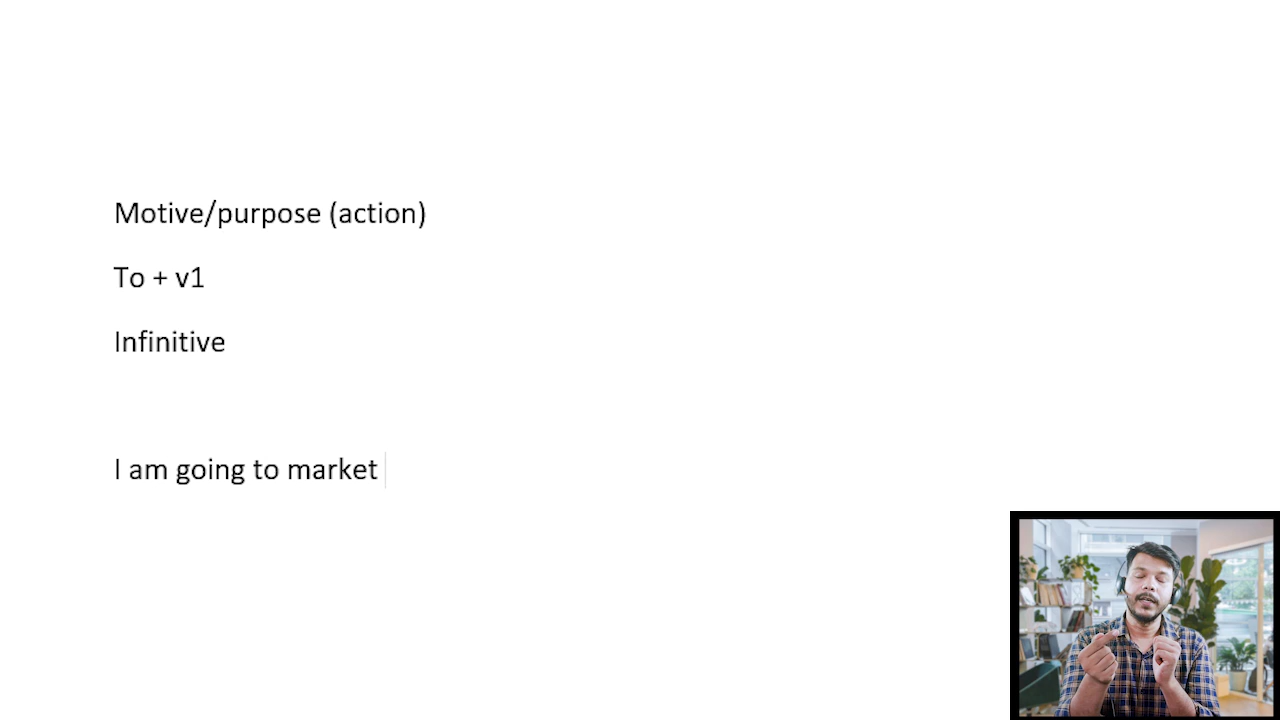 Motive/purpose (action)
To + v1
Infinitive
I am going to market